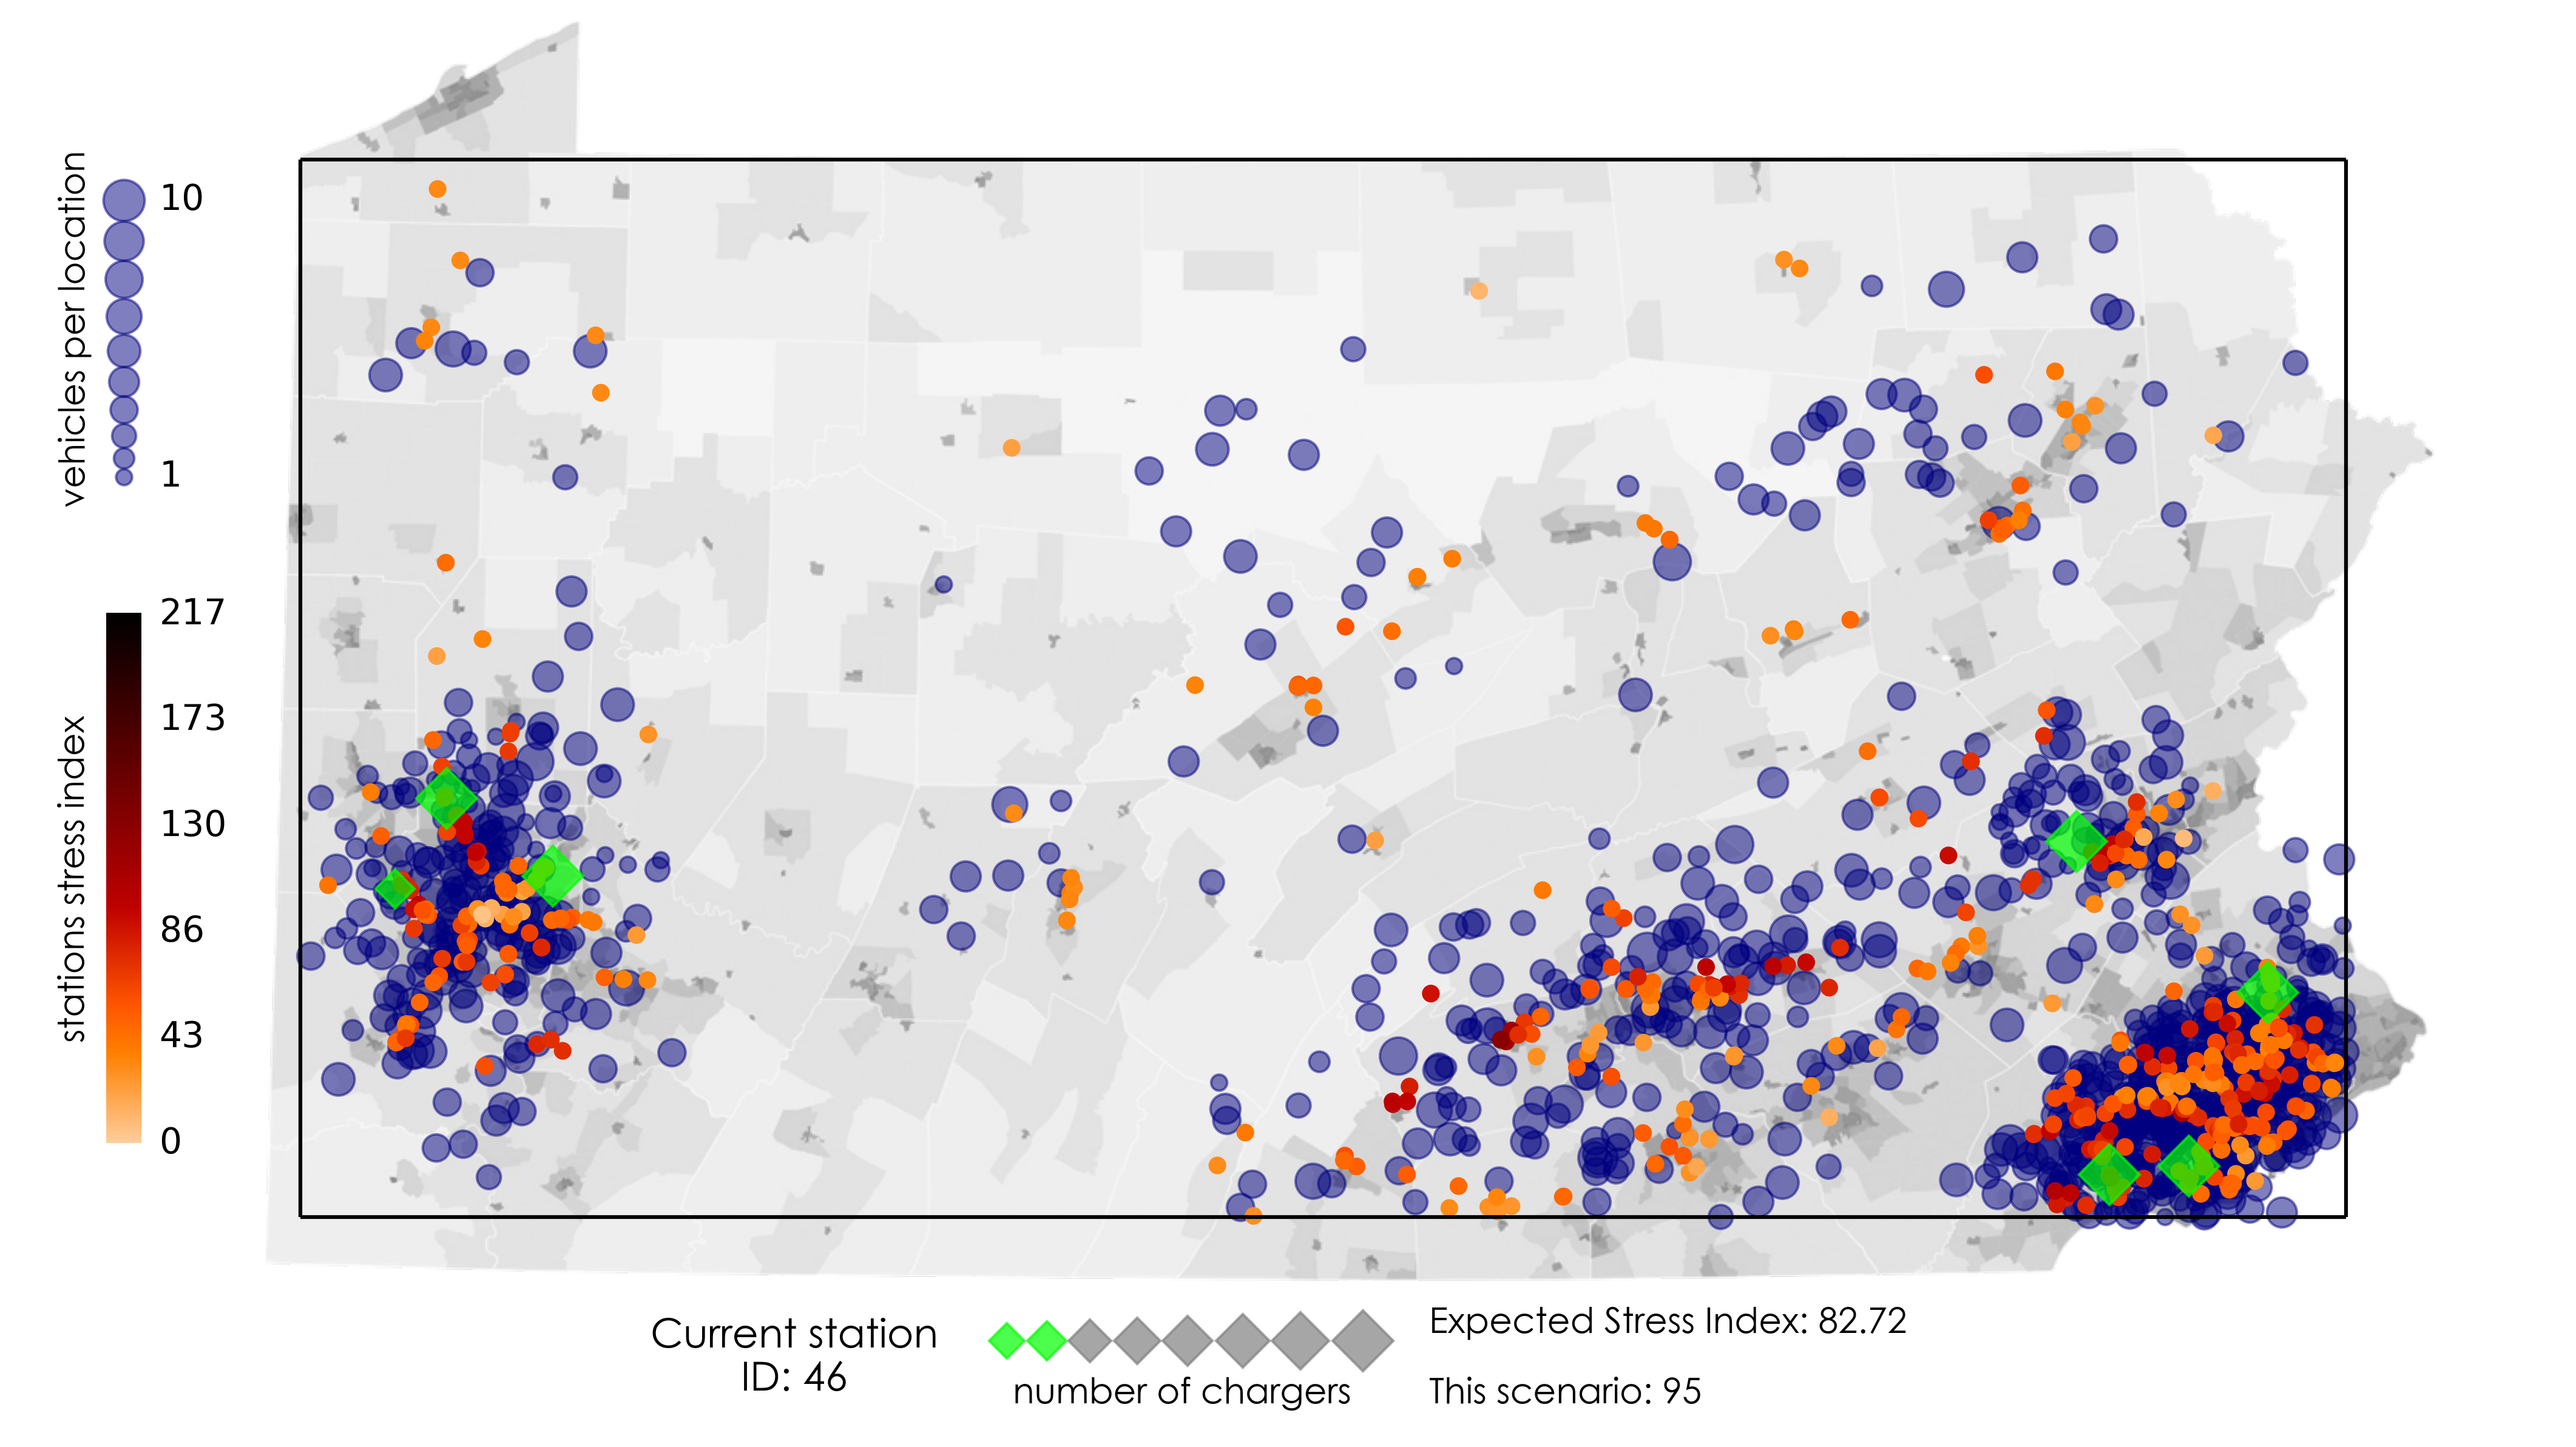 vehicles per location
10
1
stations stress index
217
173
130
86
43
0
Current station
ID: 46
number of chargers
Expected Stress Index: 82.72
This scenario: 95